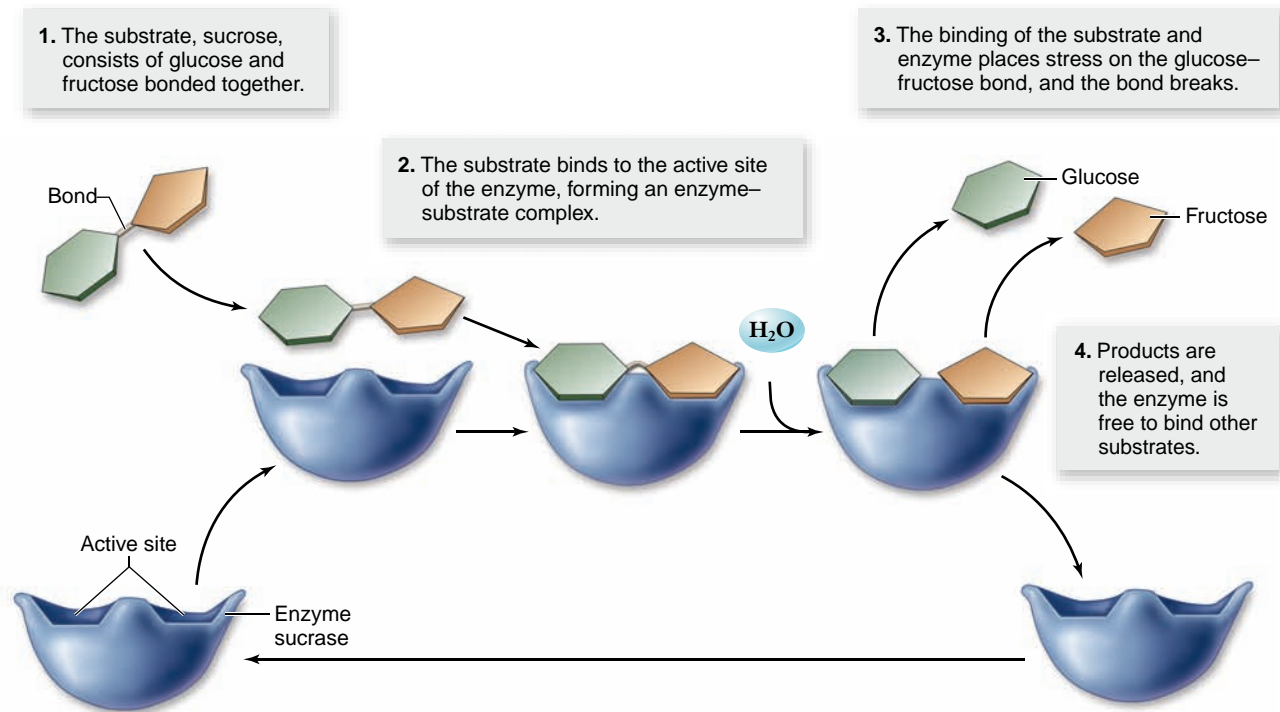 1. The substrate, sucrose,
consists of glucose and
fructose bonded together.
2. The substrate binds to the active site
of the enzyme, forming an enzyme–
substrate complex.
3. The binding of the substrate and
enzyme places stress on the glucose–
fructose bond, and the bond breaks.
Bond
Glucose
Fructose
H₂O
4. Products are
released, and
the enzyme is
free to bind other
substrates.
Active site
Enzyme
sucrase